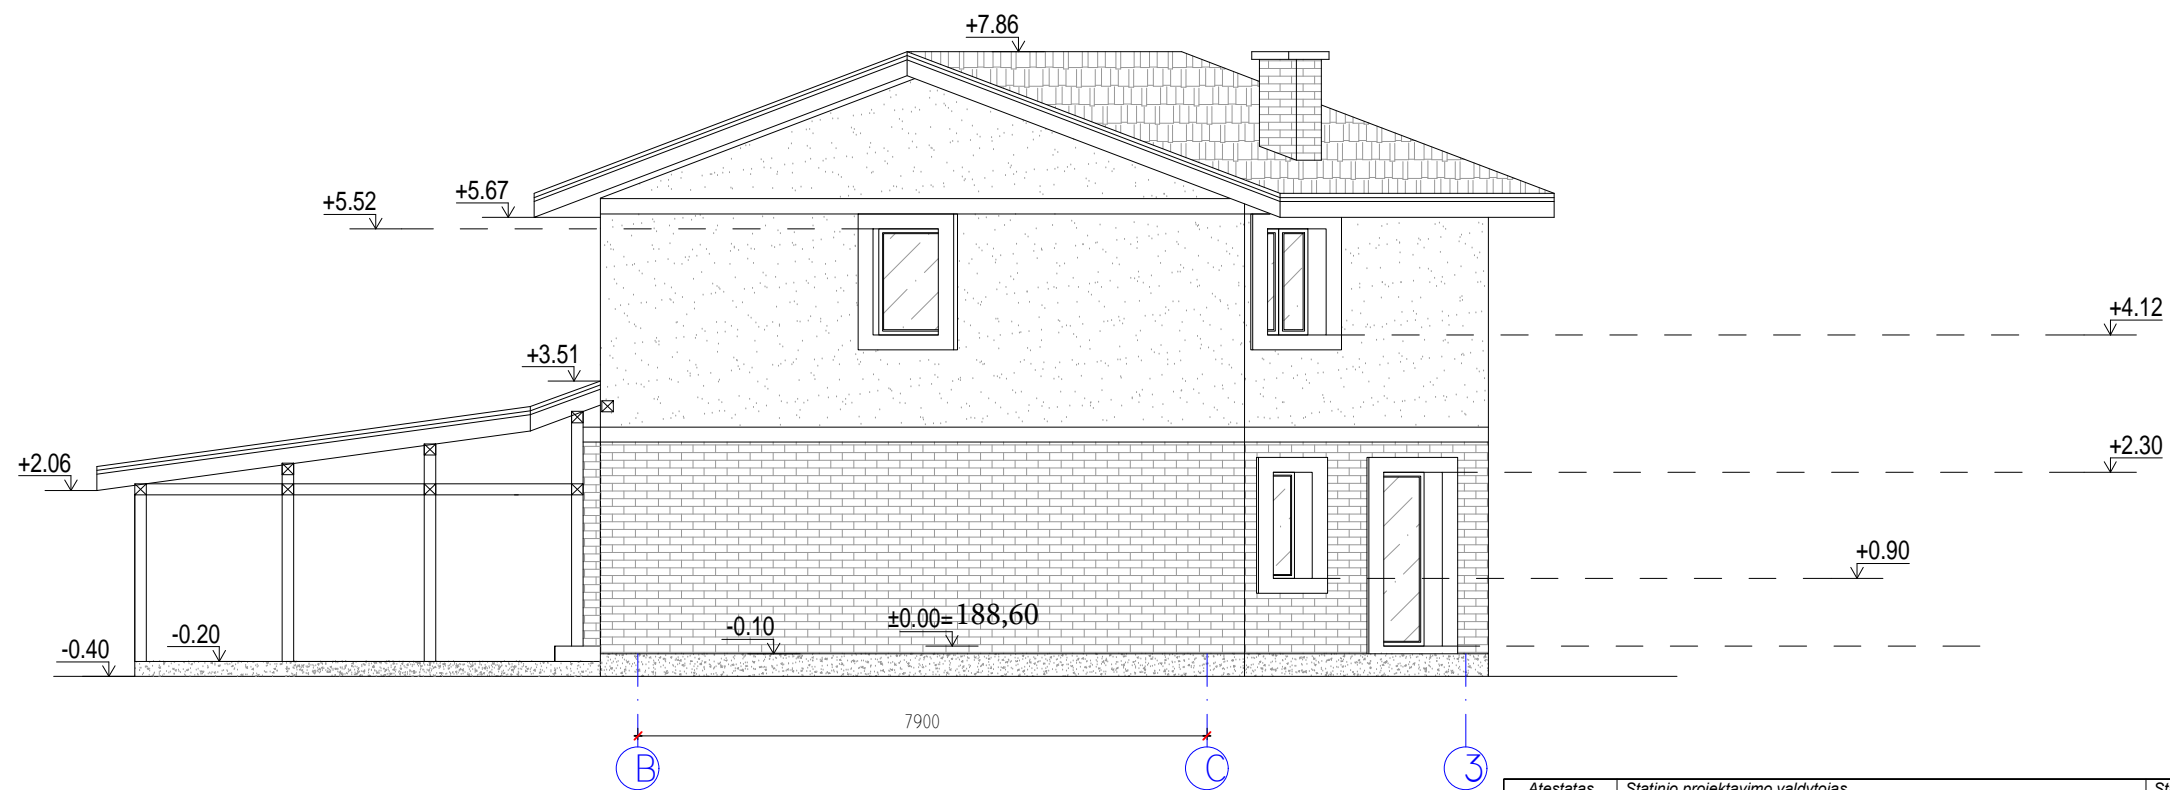 +7.86
+5.52
+5.67
+4.12
+3.51
+2.06
+2.30
+0.90
-0.40
-0.20
-0.10
±0.00=188,60
7900
B
C
3
Atestatas
Statinio projektavimo valdytojas
St